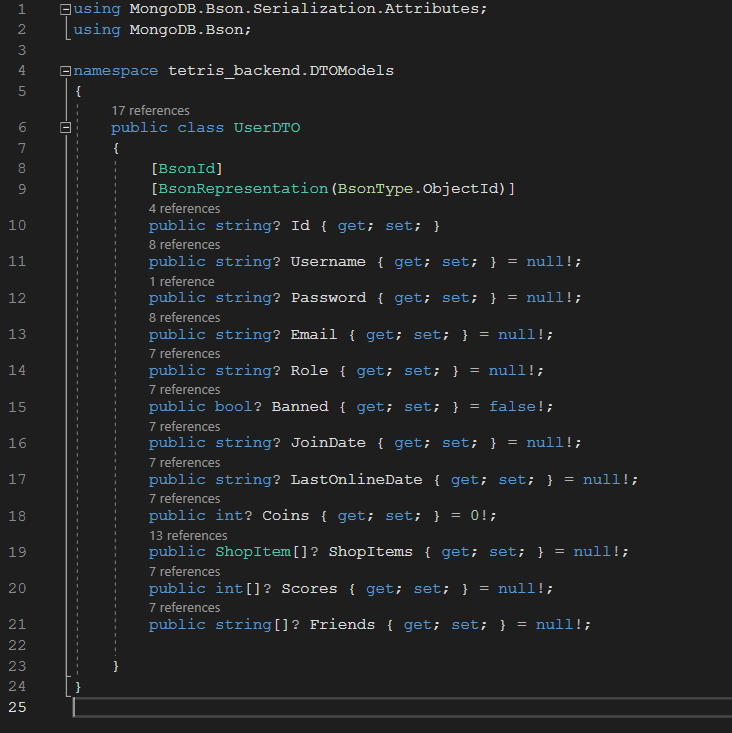 1 using MongoDB.Bson.Serialization.Attributes;
2 using MongoDB.Bson;
3
4 namespace tetris_backend.DTOModels
5 {
17 references
6 public class UserDTO
7 {
8 [BsonId]
9 [BsonRepresentation(BsonType.ObjectId)]
4 references
10 public string? Id { get; set; }
8 references
11 public string? Username { get; set; } = null!;
1 reference
12 public string? Password { get; set; } = null!;
8 references
13 public string? Email { get; set; } = null!;
7 references
14 public string? Role { get; set; } = null!;
7 references
15 public bool? Banned { get; set; } = false!;
7 references
16 public string? JoinDate { get; set; } = null!;
7 references
17 public string? LastOnlineDate { get; set; } = null!;
7 references
18 public int? Coins { get; set; } = 0!;
13 references
19 public ShopItem[]? ShopItems { get; set; } = null!;
7 references
20 public int[]? Scores { get; set; } = null!;
7 references
21 public string[]? Friends { get; set; } = null!;
22
23 }
24 }
25